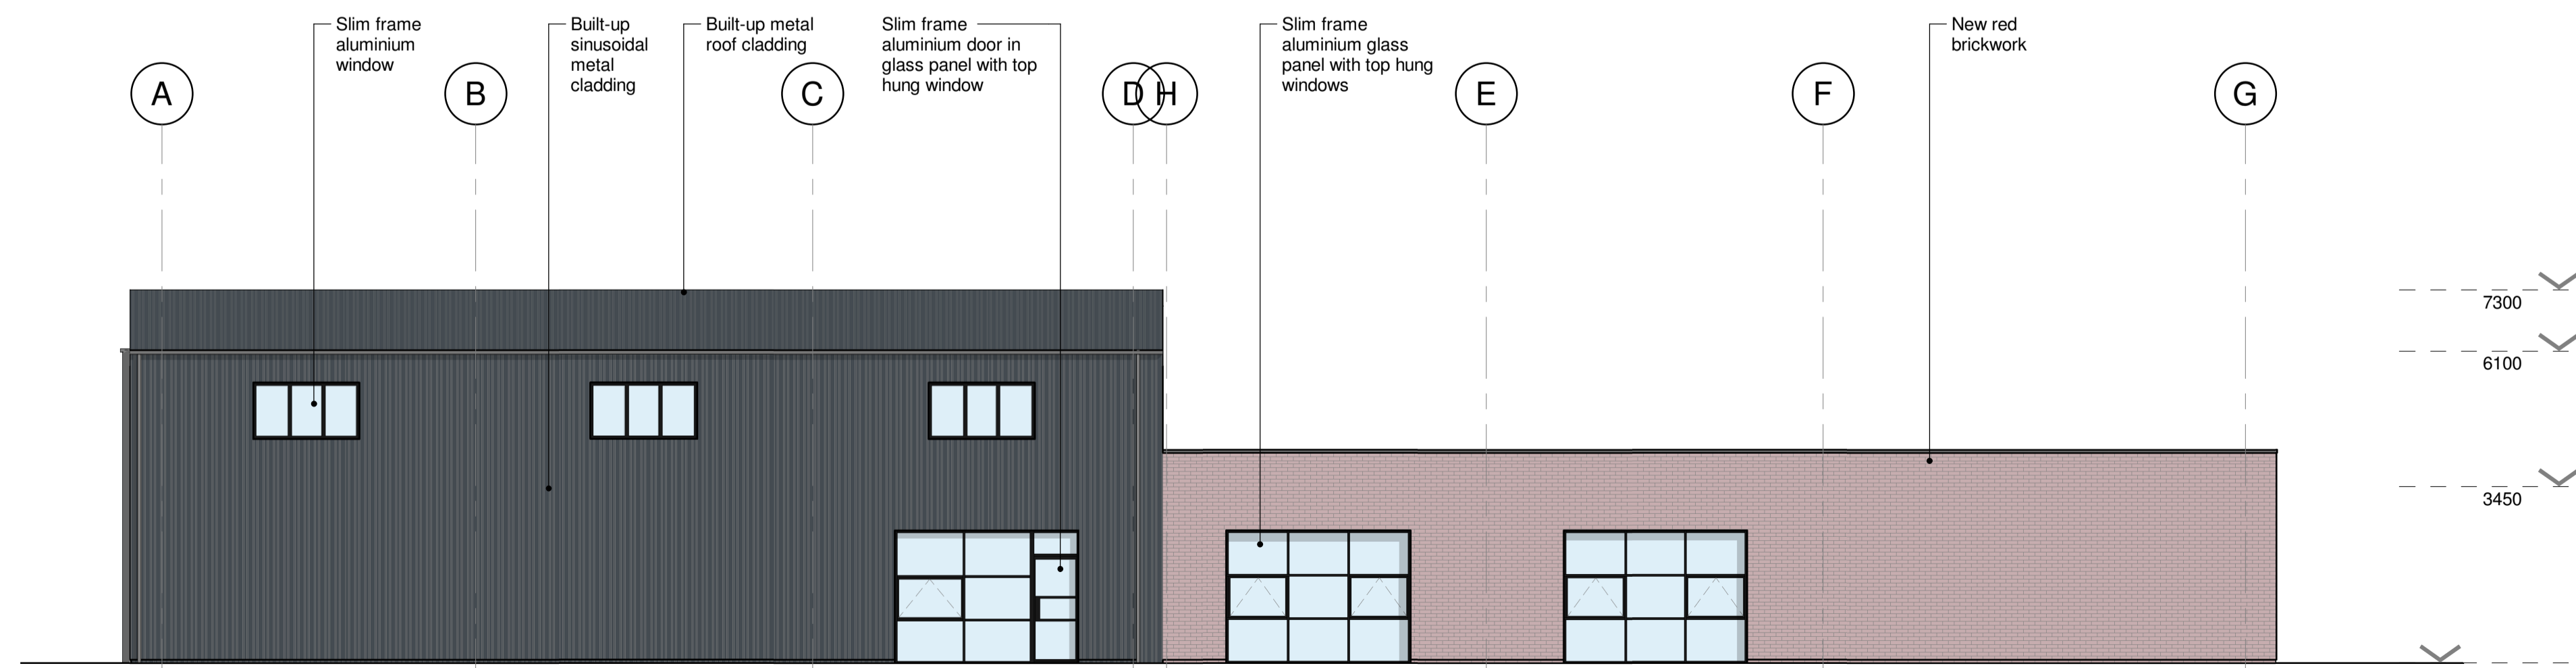 Slim frame
aluminium
window
Built-up
sinusoidal
metal
cladding
Built-up metal
roof cladding
Slim frame
aluminium door in
glass panel with top
hung window
Slim frame
aluminium glass
panel with top hung
windows
New red
brickwork
A
B
C
D
H
E
F
G
7300
6100
3450